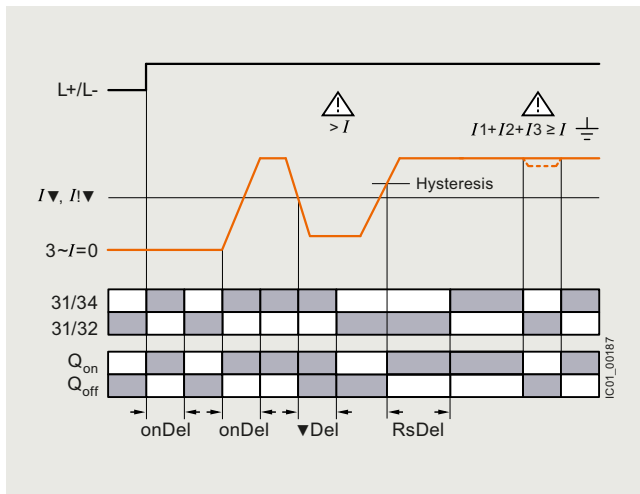 L+/L-
> I
I1+I2+I3 ≥ I
Hysteresis
I▼, I!▼
3~I=0
31/34
31/32
Qon
Qoff
IC01_00187
onDel
onDel
▼Del
RsDel